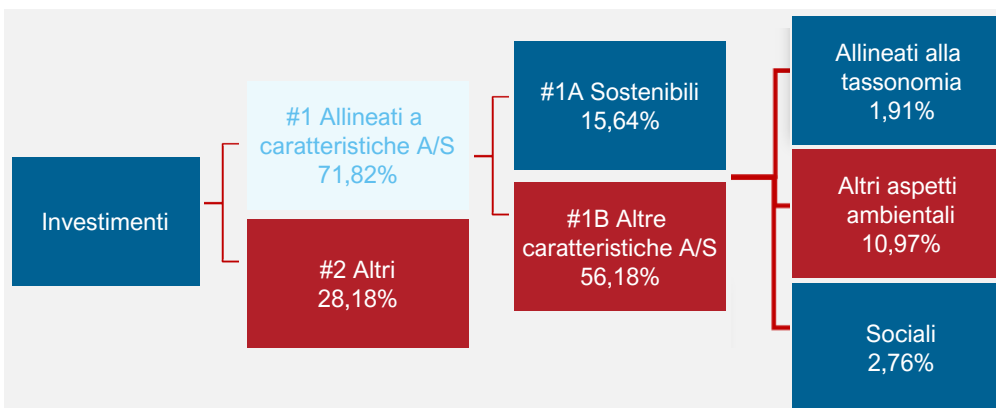 Investimenti
#1 Allineati a
caratteristiche A/S
71,82%
#2 Altri
28,18%
#1A Sostenibili
15,64%
#1B Altre
caratteristiche A/S
56,18%
Allineati alla
tassonomia
1,91%
Altri aspetti
ambientali
10,97%
Sociali
2,76%